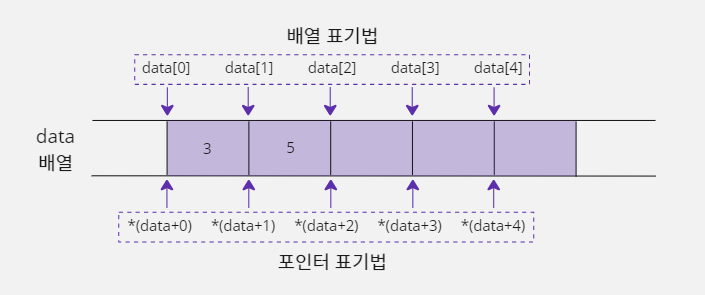 배열 표기법
data[0] data[1] data[2] data[3] data[4]
data
배열
3 5
*(data+0) *(data+1) *(data+2) *(data+3) *(data+4)
포인터 표기법